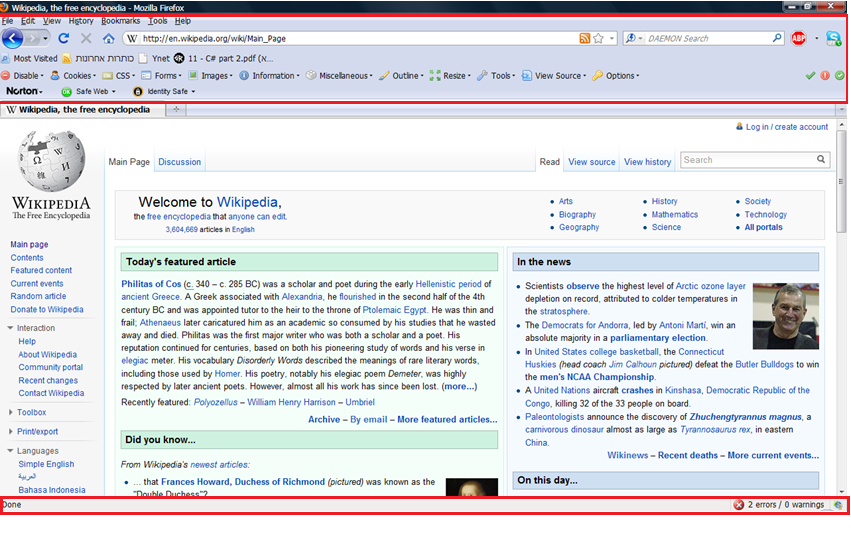 Wikipedia, the free encyclopedia - Mozilla Firefox
File Edit View History Bookmarks Tools Help
W http://en.wikipedia.org/wiki/Main_Page DAEMON Search ABP
Most Visited כותרות אחרונות Ynet 11 - C# part 2.pdf (א...
Disable Cookies CSS Forms Images Information Miscellaneous Outline Resize Tools View Source Options
Norton OK Safe Web Identity Safe
W Wikipedia, the free encyclopedia
Log in / create account
Main Page Discussion Read View source View history Search
WIKIPEDIA
The Free Encyclopedia
Main page
Contents
Featured content
Current events
Random article
Donate to Wikipedia
Interaction
Help
About Wikipedia
Community portal
Recent changes
Contact Wikipedia
Toolbox
Print/export
Languages
Simple English
العربية
Bahasa Indonesia
Welcome to Wikipedia,
the free encyclopedia that anyone can edit.
3,604,669 articles in English
Arts
Biography
Geography
History
Mathematics
Science
Society
Technology
All portals
Today's featured article
Philitas of Cos (c. 340 – c. 285 BC) was a scholar and poet during the early Hellenistic period of
ancient Greece. A Greek associated with Alexandria, he flourished in the second half of the 4th
century BC and was appointed tutor to the heir to the throne of Ptolemaic Egypt. He was thin and
frail; Athenaeus later caricatured him as an academic so consumed by his studies that he wasted
away and died. Philitas was the first major writer who was both a scholar and a poet. His
reputation continued for centuries, based on both his pioneering study of words and his verse in
elegiac meter. His vocabulary Disorderly Words described the meanings of rare literary words,
including those used by Homer. His poetry, notably his elegiac poem Demeter, was highly
respected by later ancient poets. However, almost all his work has since been lost. (more...)
Recently featured: Polyozellus – William Henry Harrison – Umbriel
Archive – By email – More featured articles...
Did you know...
From Wikipedia's newest articles:
... that Frances Howard, Duchess of Richmond (pictured) was known as the
"Double Duchess"?
In the news
Scientists observe the highest level of Arctic ozone layer
depletion on record, attributed to colder temperatures in
the stratosphere.
The Democrats for Andorra, led by Antoni Martí, win an
absolute majority in a parliamentary election.
In United States college basketball, the Connecticut
Huskies (head coach Jim Calhoun pictured) defeat the Butler Bulldogs to win
the men's NCAA Championship.
A United Nations aircraft crashes in Kinshasa, Democratic Republic of the
Congo, killing 32 of the 33 people on board.
Paleontologists announce the discovery of Zhuchengtyrannus magnus, a
carnivorous dinosaur almost as large as Tyrannosaurus rex, in eastern
China.
Wikinews – Recent deaths – More current events...
On this day...
Done 2 errors / 0 warnings